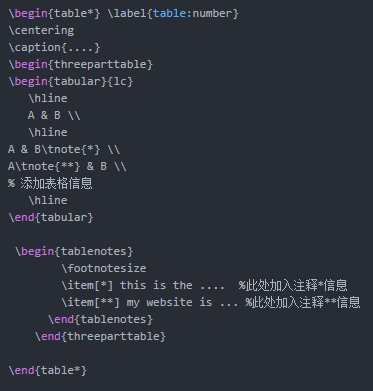 \begin{table*} \label{table:number}
\centering
\caption{....}
\begin{threeparttable}
\begin{tabular}{lc}
\hline
A & B \\
\hline
A & B\tnote{*} \\
A\tnote{**} & B \\
% 添加表格信息
\hline
\end{tabular}
\begin{tablenotes}
\footnotesize
\item[*] this is the .... %此处加入注释*信息
\item[**] my website is ... %此处加入注释**信息
\end{tablenotes}
\end{threeparttable}
\end{table*}